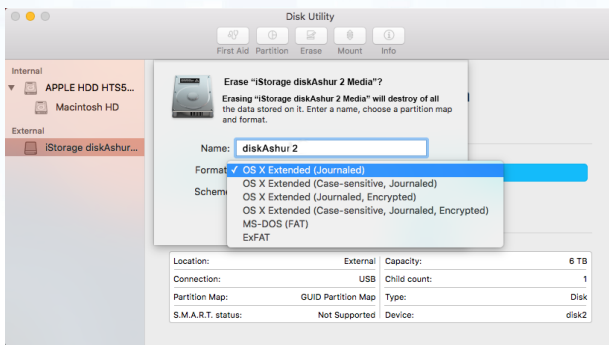 Disk Utility
First Aid Partition Erase Mount Info
Internal
APPLE HDD HTS5...
Macintosh HD
External
iStorage diskAshur...
Erase “iStorage diskAshur 2 Media”?
Erasing “iStorage diskAshur 2 Media” will destroy of all
the data stored on it. Enter a name, choose a partition map
and format.
Name: diskAshur 2
Format
OS X Extended (Journaled)
OS X Extended (Case-sensitive, Journaled)
Scheme
OS X Extended (Journaled, Encrypted)
OS X Extended (Case-sensitive, Journaled, Encrypted)
MS-DOS (FAT)
ExFAT
Location: External Capacity: 6 TB
Connection: USB Child count: 1
Partition Map: GUID Partition Map Type: Disk
S.M.A.R.T. status: Not Supported Device: disk2